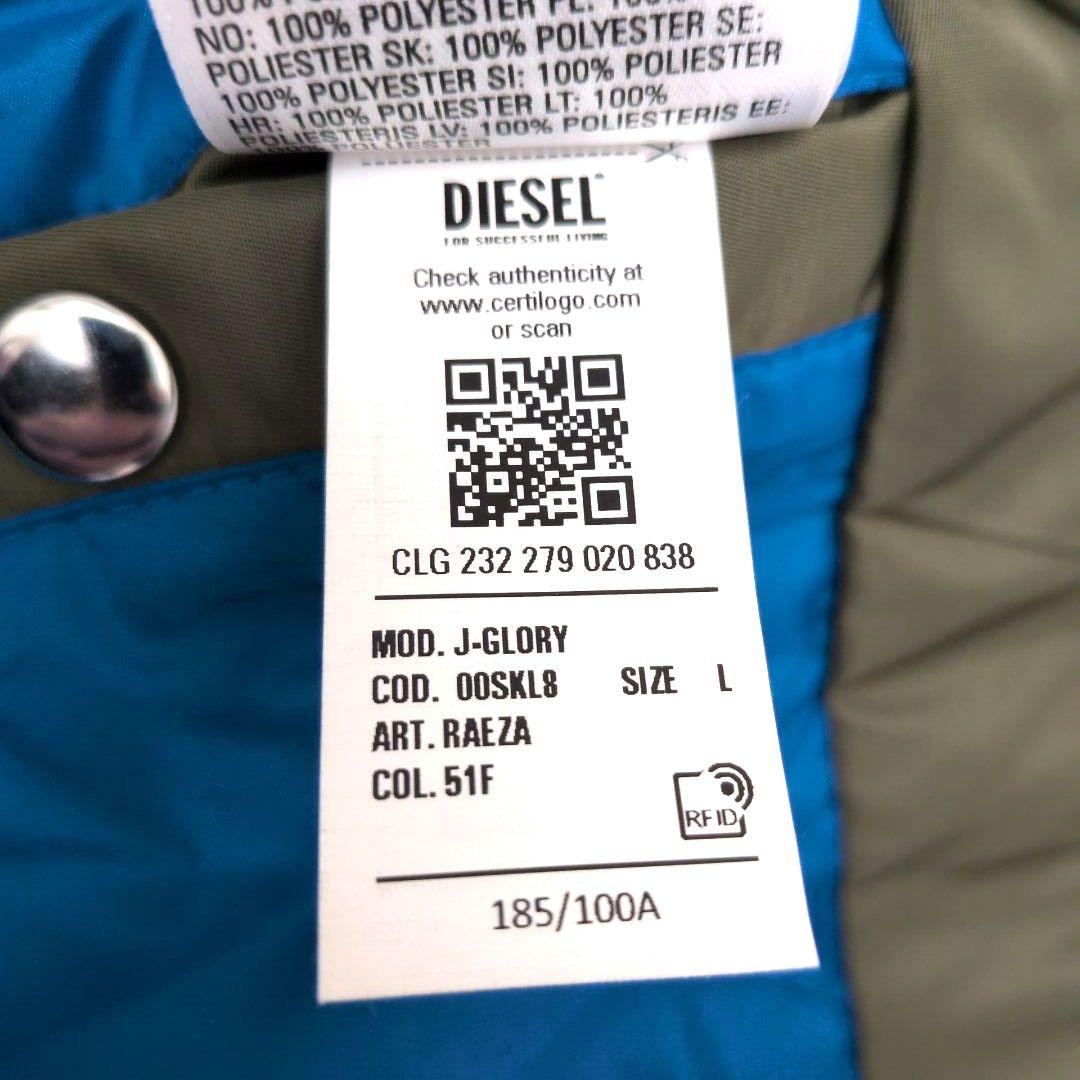 100%
NO: 100% POLYESTER PL: 100%
POLIESTER SK: 100% POLYESTER SE:
100% POLYESTER SI: 100% POLIESTER
HR: 100% POLIESTER LT: 100%
POLIESTERIS LV: 100% POLIESTERIS EE:
DIESEL
FOR SUCCESSFUL LIVING
Check authenticity at
www.certilogo.com
or scan
CLG 232 279 020 838
MOD. J-GLORY
COD. 00SKL8 SIZE L
ART. RAEZA
COL. 51F
RFID
185/100A